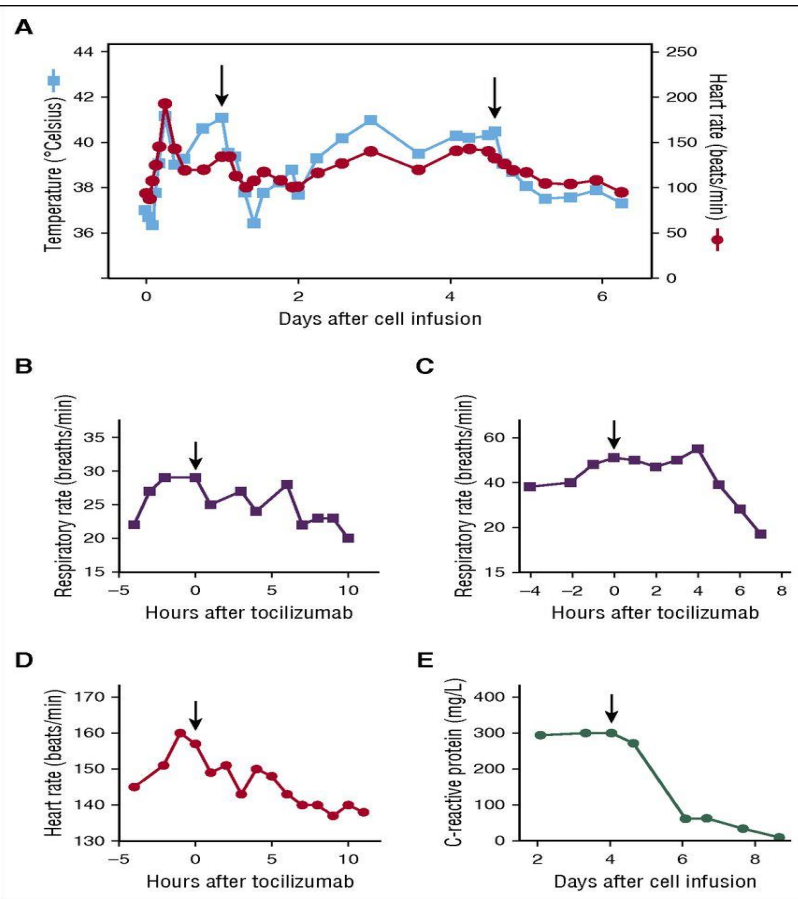 A
Temperature (°Celsius)
44
42
40
38
36
250
200
150
100
50
0
Heart rate (beats/min)
0 2 4 6
Days after cell infusion
B
Respiratory rate (breaths/min)
35
30
25
20
15
−5 0 5 10
Hours after tocilizumab
C
Respiratory rate (breaths/min)
60
40
20
15
−4 −2 0 2 4 6 8
Hours after tocilizumab
D
Heart rate (beats/min)
170
160
150
140
130
−5 0 5 10
Hours after tocilizumab
E
C-reactive protein (mg/L)
400
300
200
100
0
2 4 6 8
Days after cell infusion